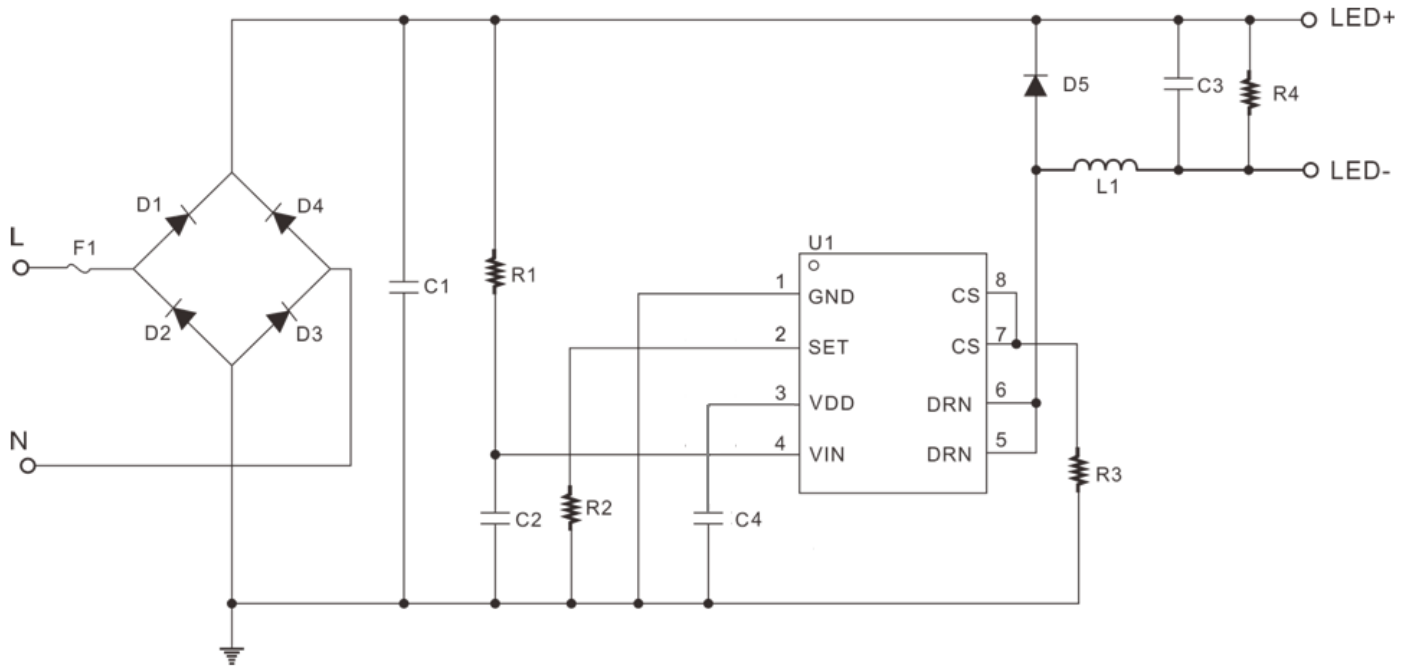 LED+
D5
C3
R4
LED-
L1
D1
D4
L
F1
D2
D3
N
C1
R1
U1
1
GND
CS
8
2
SET
CS
7
3
VDD
DRN
6
4
VIN
DRN
5
R3
C2
R2
C4